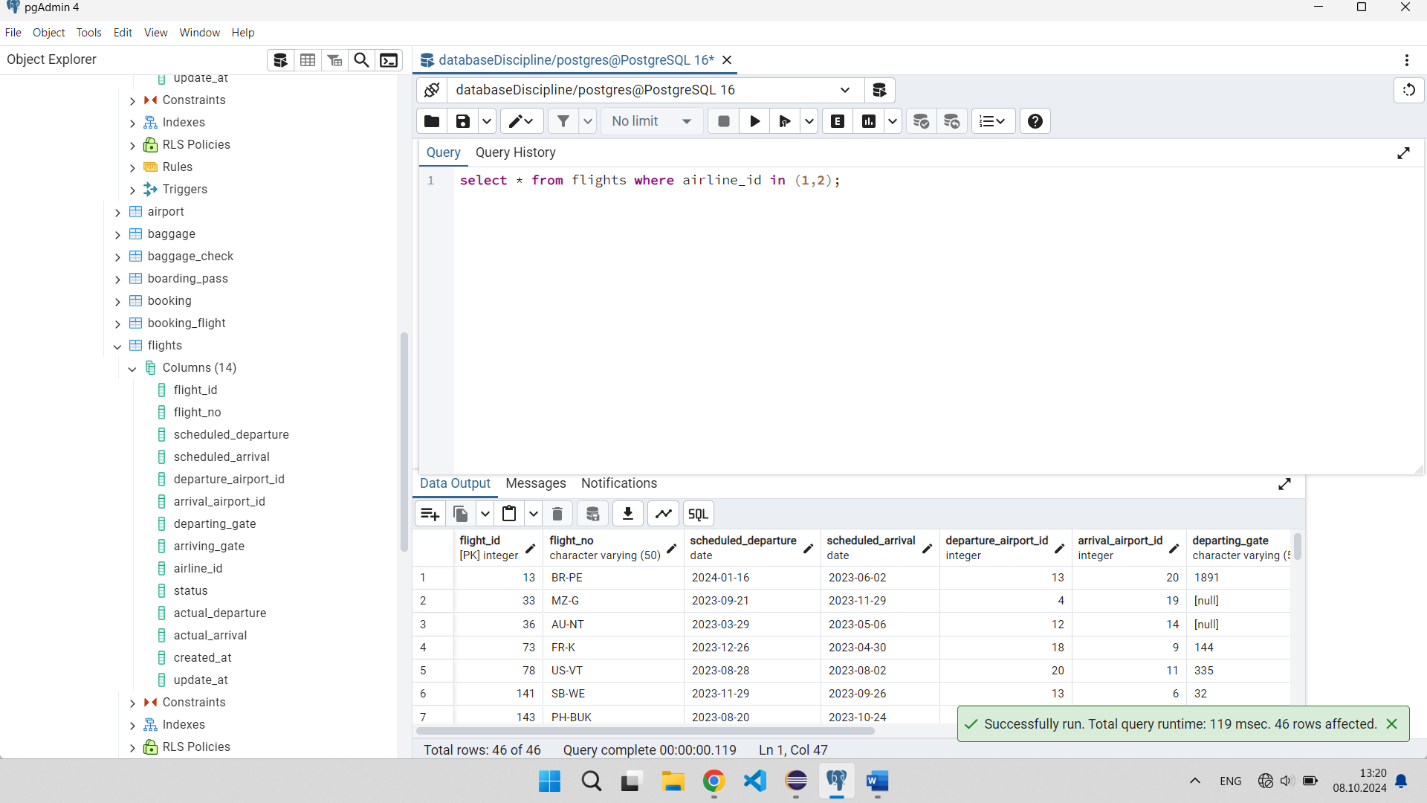 pgAdmin 4
File Object Tools Edit View Window Help
Object Explorer
databaseDiscipline/postgres@PostgreSQL 16*
update_at
Constraints
Indexes
RLS Policies
Rules
Triggers
airport
baggage
baggage_check
boarding_pass
booking
booking_flight
flights
Columns (14)
flight_id
flight_no
scheduled_departure
scheduled_arrival
departure_airport_id
arrival_airport_id
departing_gate
arriving_gate
airline_id
status
actual_departure
actual_arrival
created_at
update_at
Constraints
Indexes
RLS Policies
databaseDiscipline/postgres@PostgreSQL 16
No limit
E
Query Query History
1 select * from flights where airline_id in (1,2);
Data Output Messages Notifications
SQL
flight_id flight_no scheduled_departure scheduled_arrival departure_airport_id arrival_airport_id departing_gate
[PK] integer character varying (50) date date integer integer character varying (5
1 13 BR-PE 2024-01-16 2023-06-02 13 20 1891
2 33 MZ-G 2023-09-21 2023-11-29 4 19 [null]
3 36 AU-NT 2023-03-29 2023-05-06 12 14 [null]
4 73 FR-K 2023-12-26 2023-04-30 18 9 144
5 78 US-VT 2023-08-28 2023-08-02 20 11 335
6 141 SB-WE 2023-11-29 2023-09-26 13 6 32
7 143 PH-BUK 2023-08-20 2023-10-24
Successfully run. Total query runtime: 119 msec. 46 rows affected.
Total rows: 46 of 46 Query complete 00:00:00.119 Ln 1, Col 47
W
ENG
13:20
08.10.2024